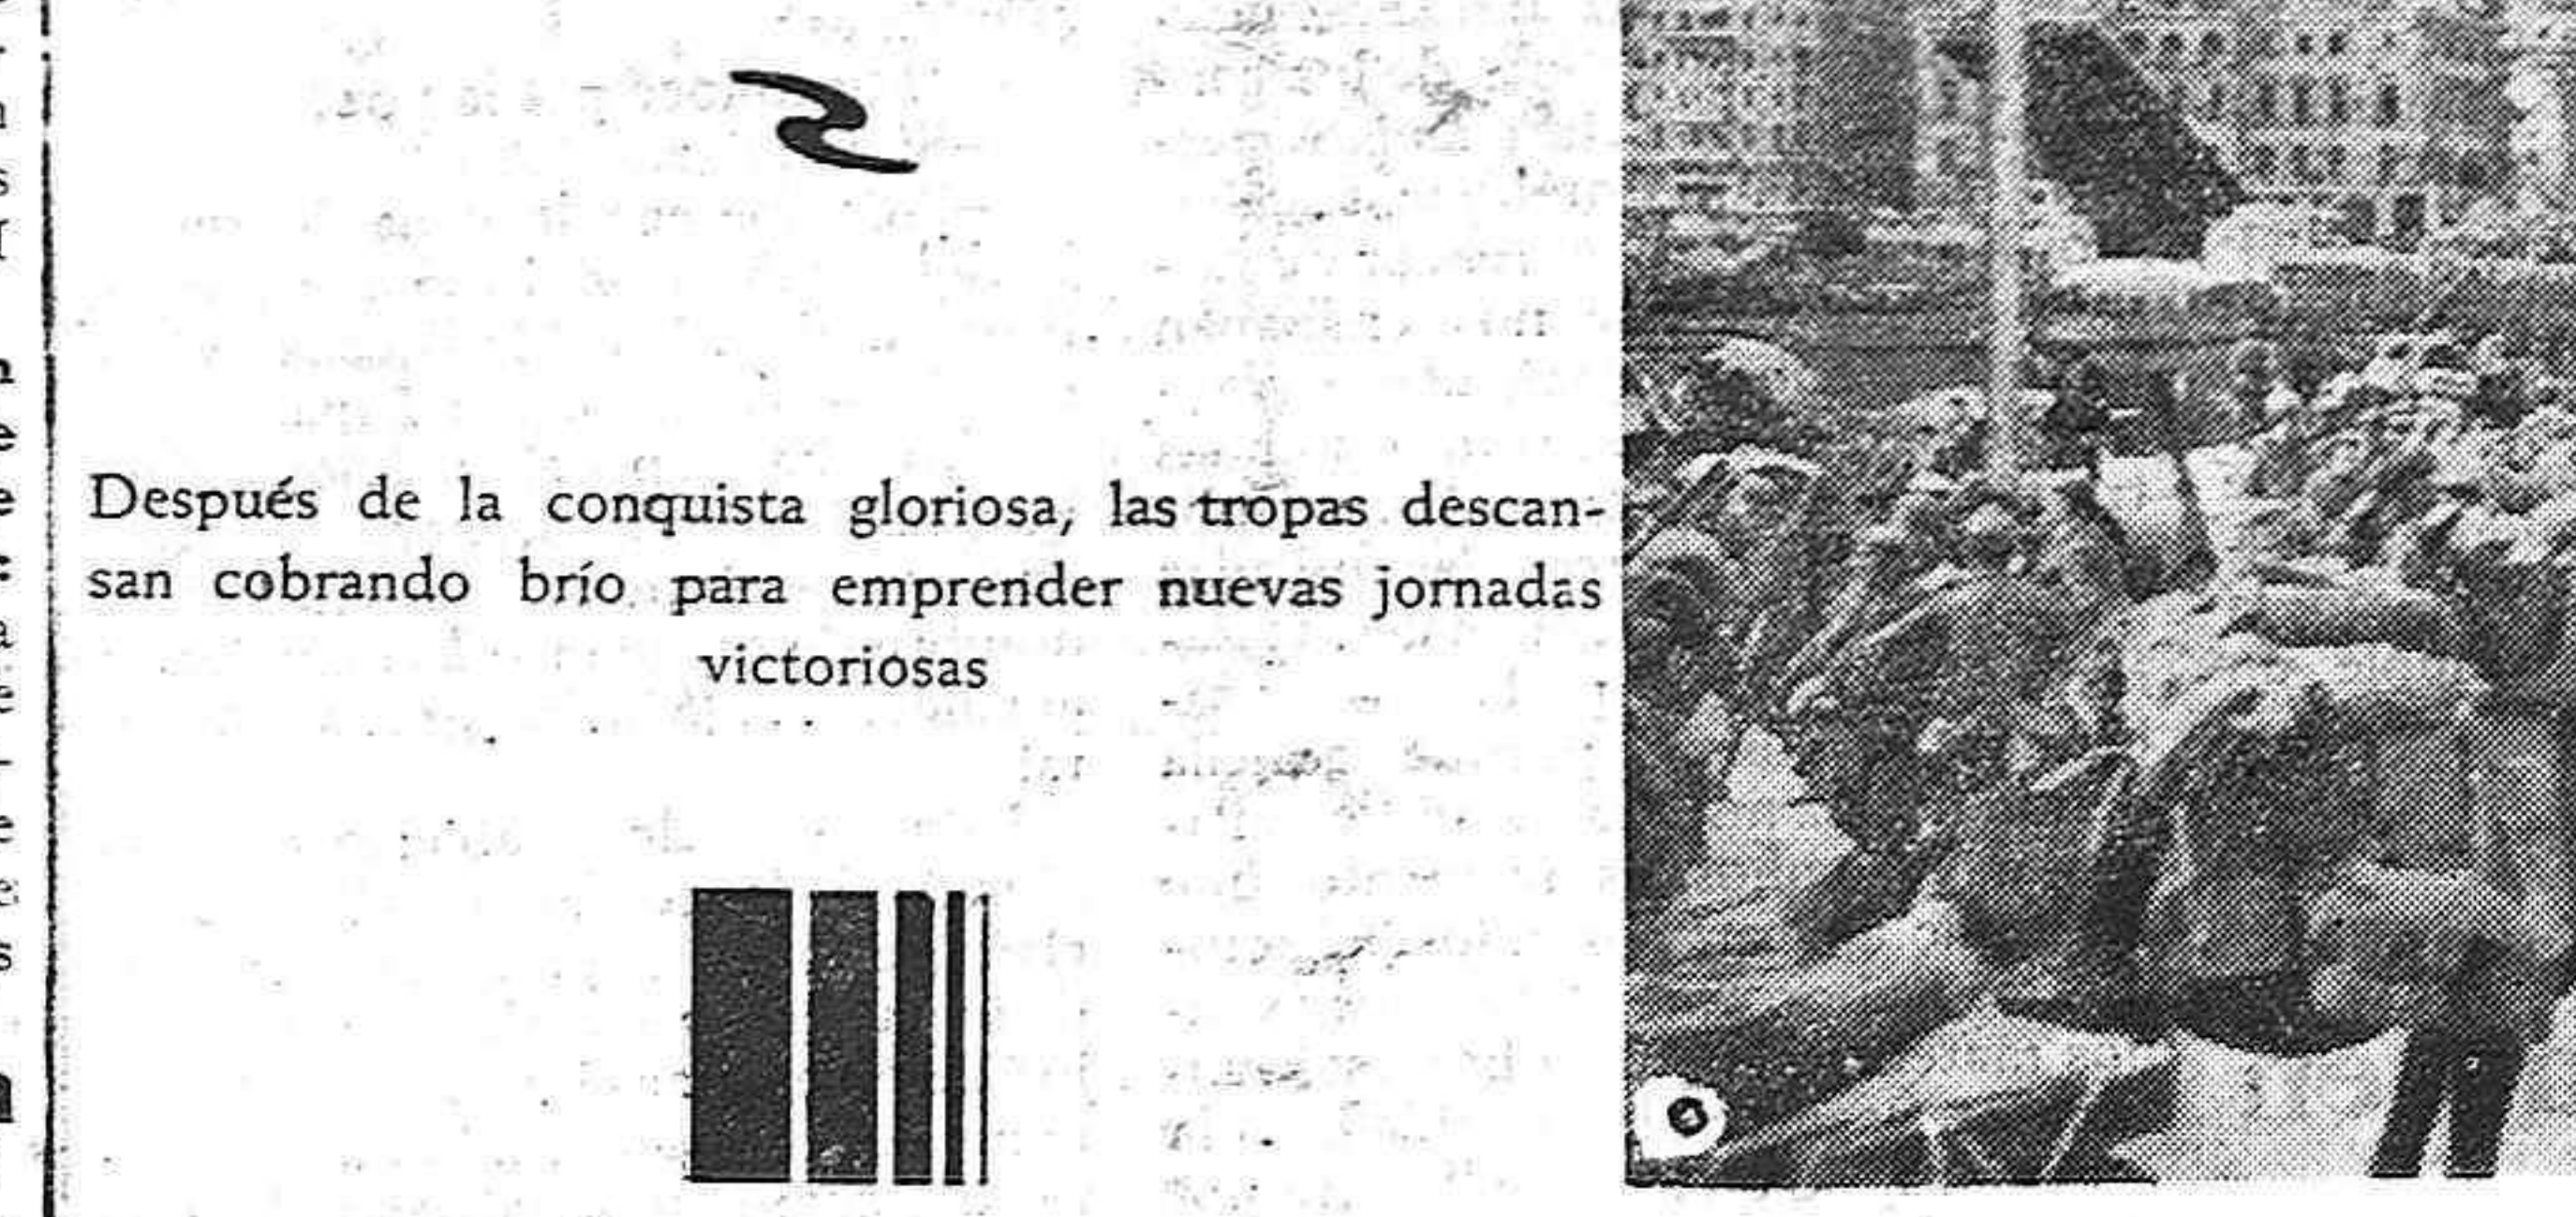 Después de la conquista gloriosa, las tropas descan-
san cobrando brío para emprender nuevas jornadas
victoriosas